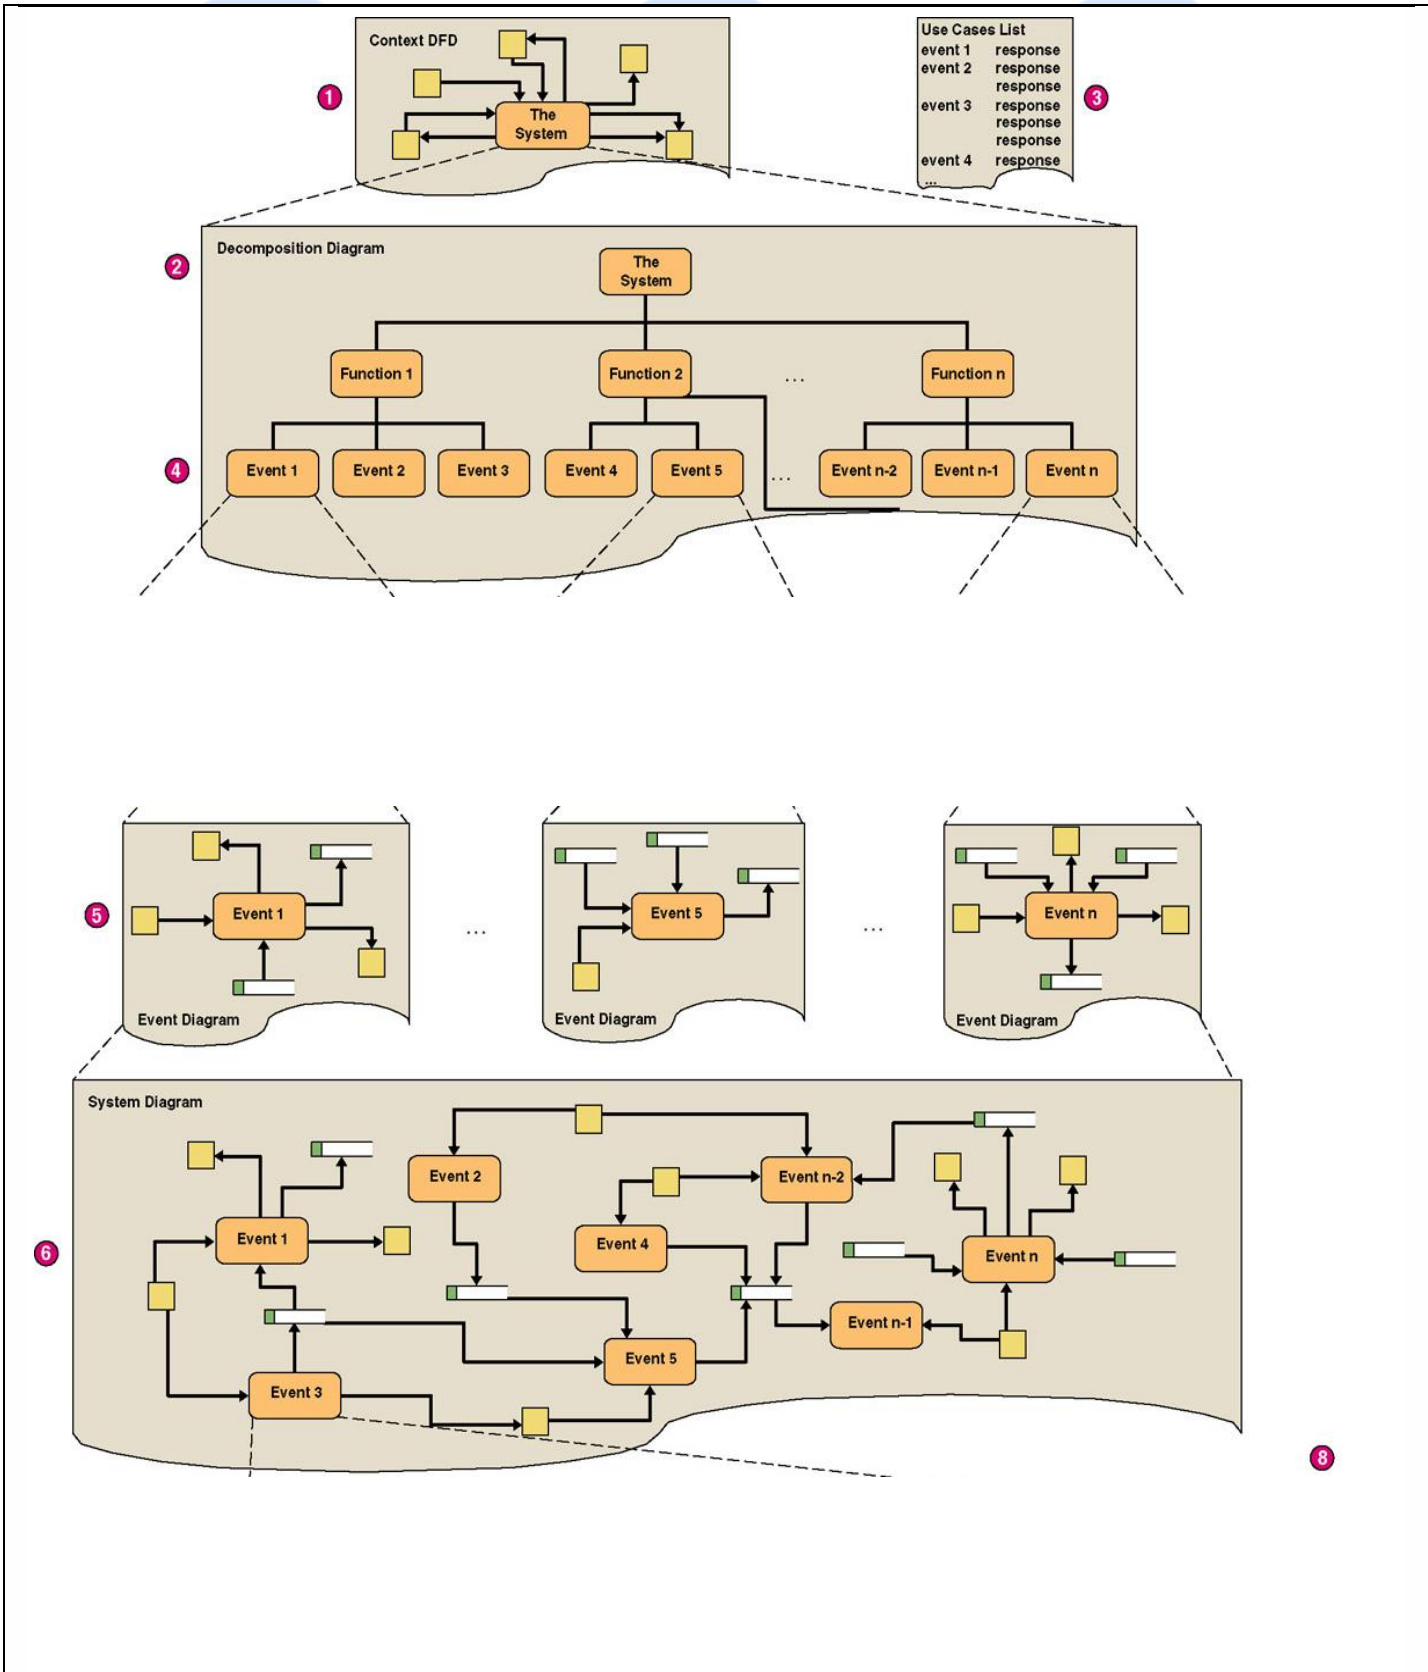 Context DFD
1
The
System
Use Cases List
event 1 response
event 2 response
response
event 3 response
response
response
event 4 response
...
3
2
Decomposition Diagram
The
System
Function 1
Function 2
...
Function n
4
Event 1
Event 2
Event 3
Event 4
Event 5
...
Event n-2
Event n-1
Event n
5
Event 1
Event Diagram
...
Event 5
Event Diagram
...
Event n
Event Diagram
System Diagram
6
Event 2
Event n-2
Event 1
Event 4
Event n
Event n-1
Event 5
Event 3
8